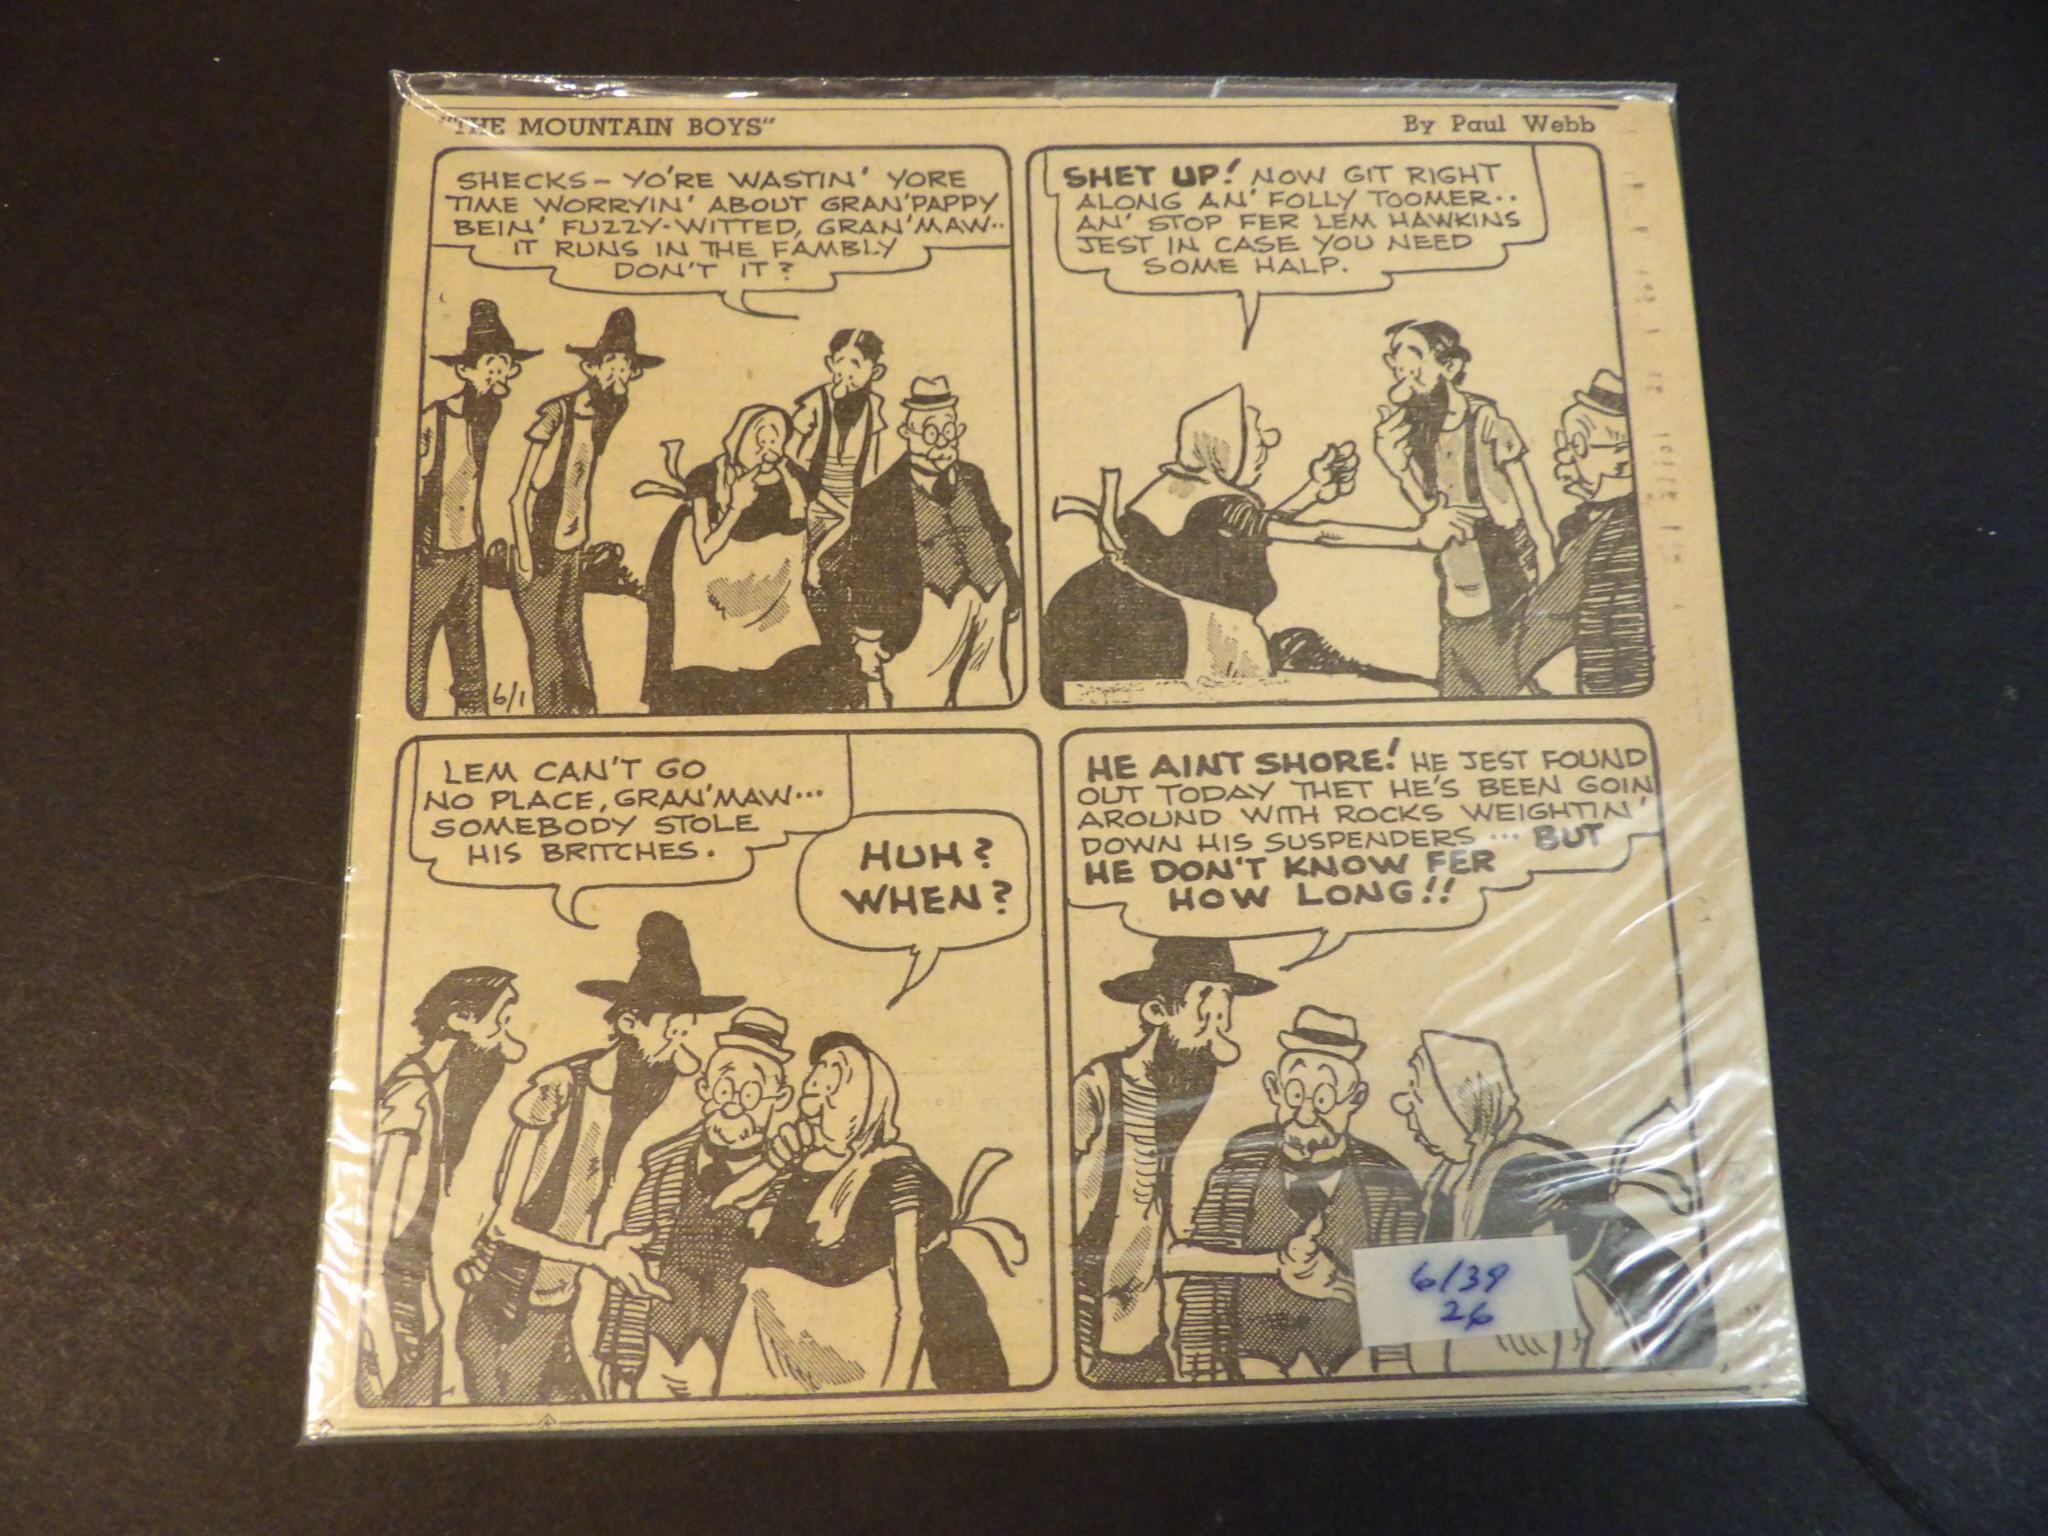 "THE MOUNTAIN BOYS"
By Paul Webb
SHECKS - YO'RE WASTIN' YORE
TIME WORRYIN' ABOUT GRAN'PAPPY
BEIN' FUZZY-WITTED, GRAN'MAW..
IT RUNS IN THE FAMBLY
DON'T IT?
6/1
SHET UP! NOW GIT RIGHT
ALONG AN' FOLLY TOOMER..
AN' STOP FER LEM HAWKINS
JEST IN CASE YOU NEED
SOME HALP.
LEM CAN'T GO
NO PLACE, GRAN'MAW...
SOMEBODY STOLE
HIS BRITCHES.
HUH?
WHEN?
HE AINT SHORE! HE JEST FOUND
OUT TODAY THET HE'S BEEN GOIN
AROUND WITH ROCKS WEIGHTIN'
DOWN HIS SUSPENDERS ... BUT
HE DON'T KNOW FER
HOW LONG!!
6/39
26